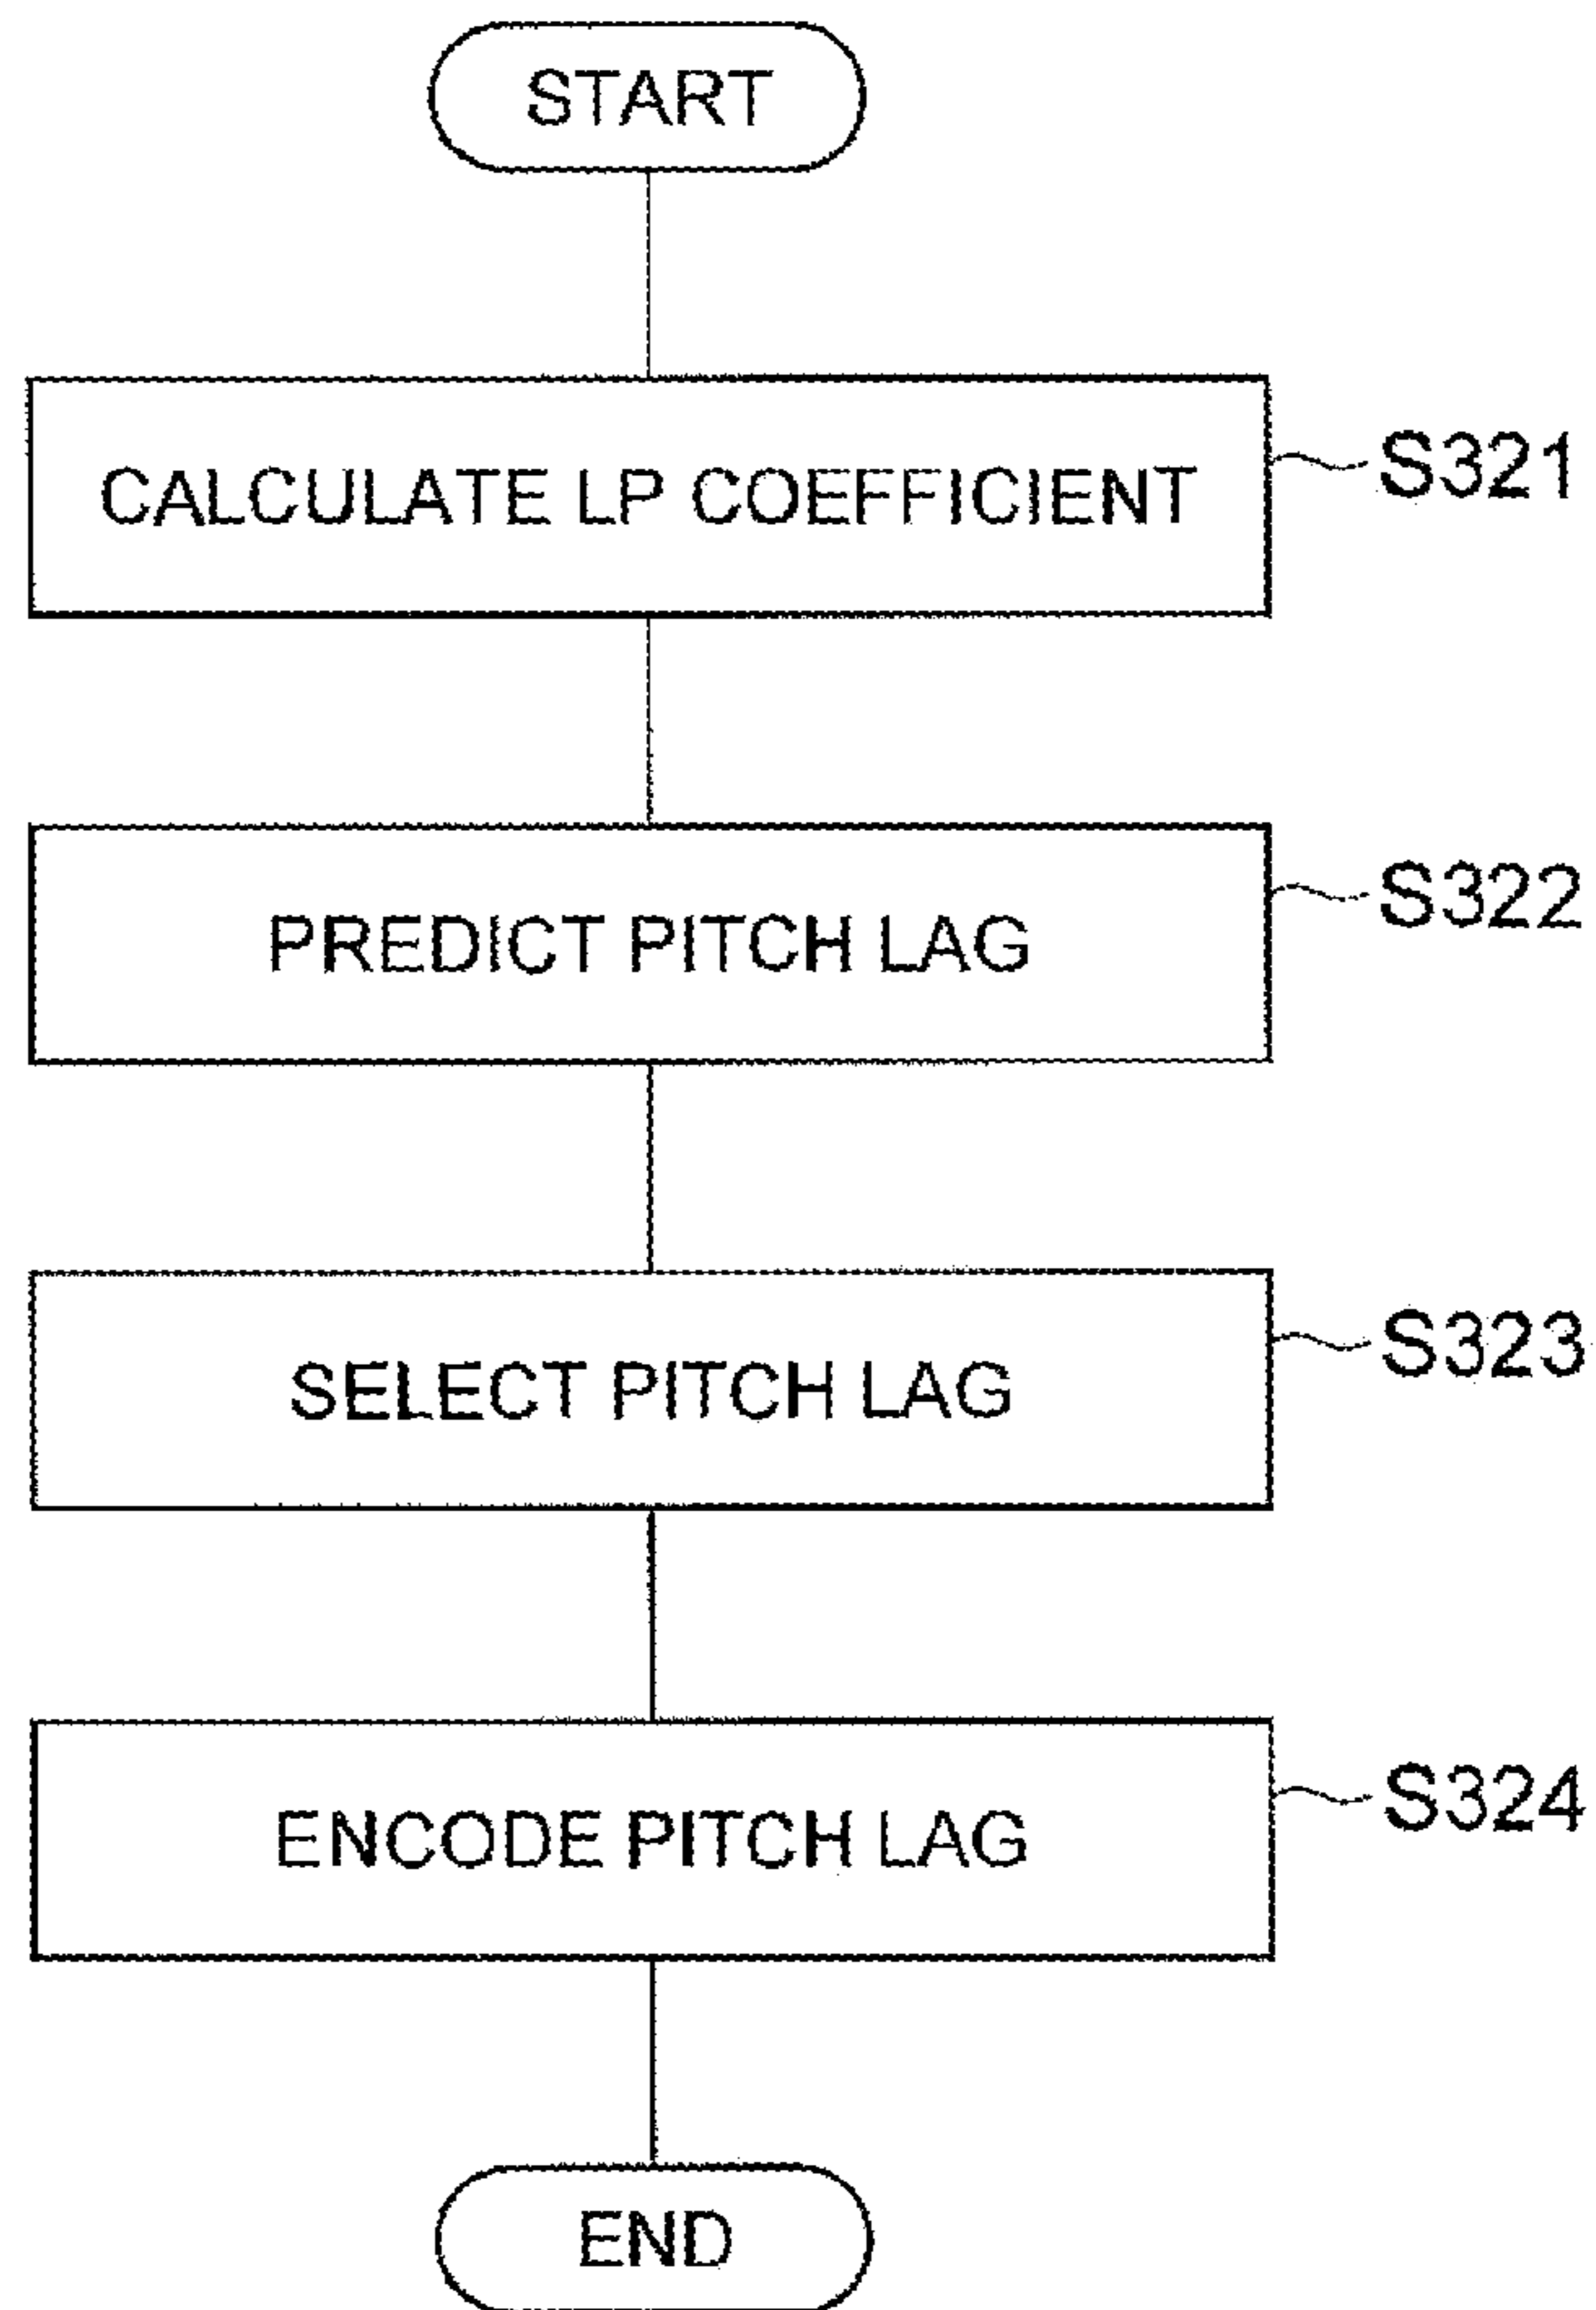 START
CALCULATE LP COEFFICIENT
S321
PREDICT PITCH LAG
S322
SELECT PITCH LAG
S323
ENCODE PITCH LAG
S324
END